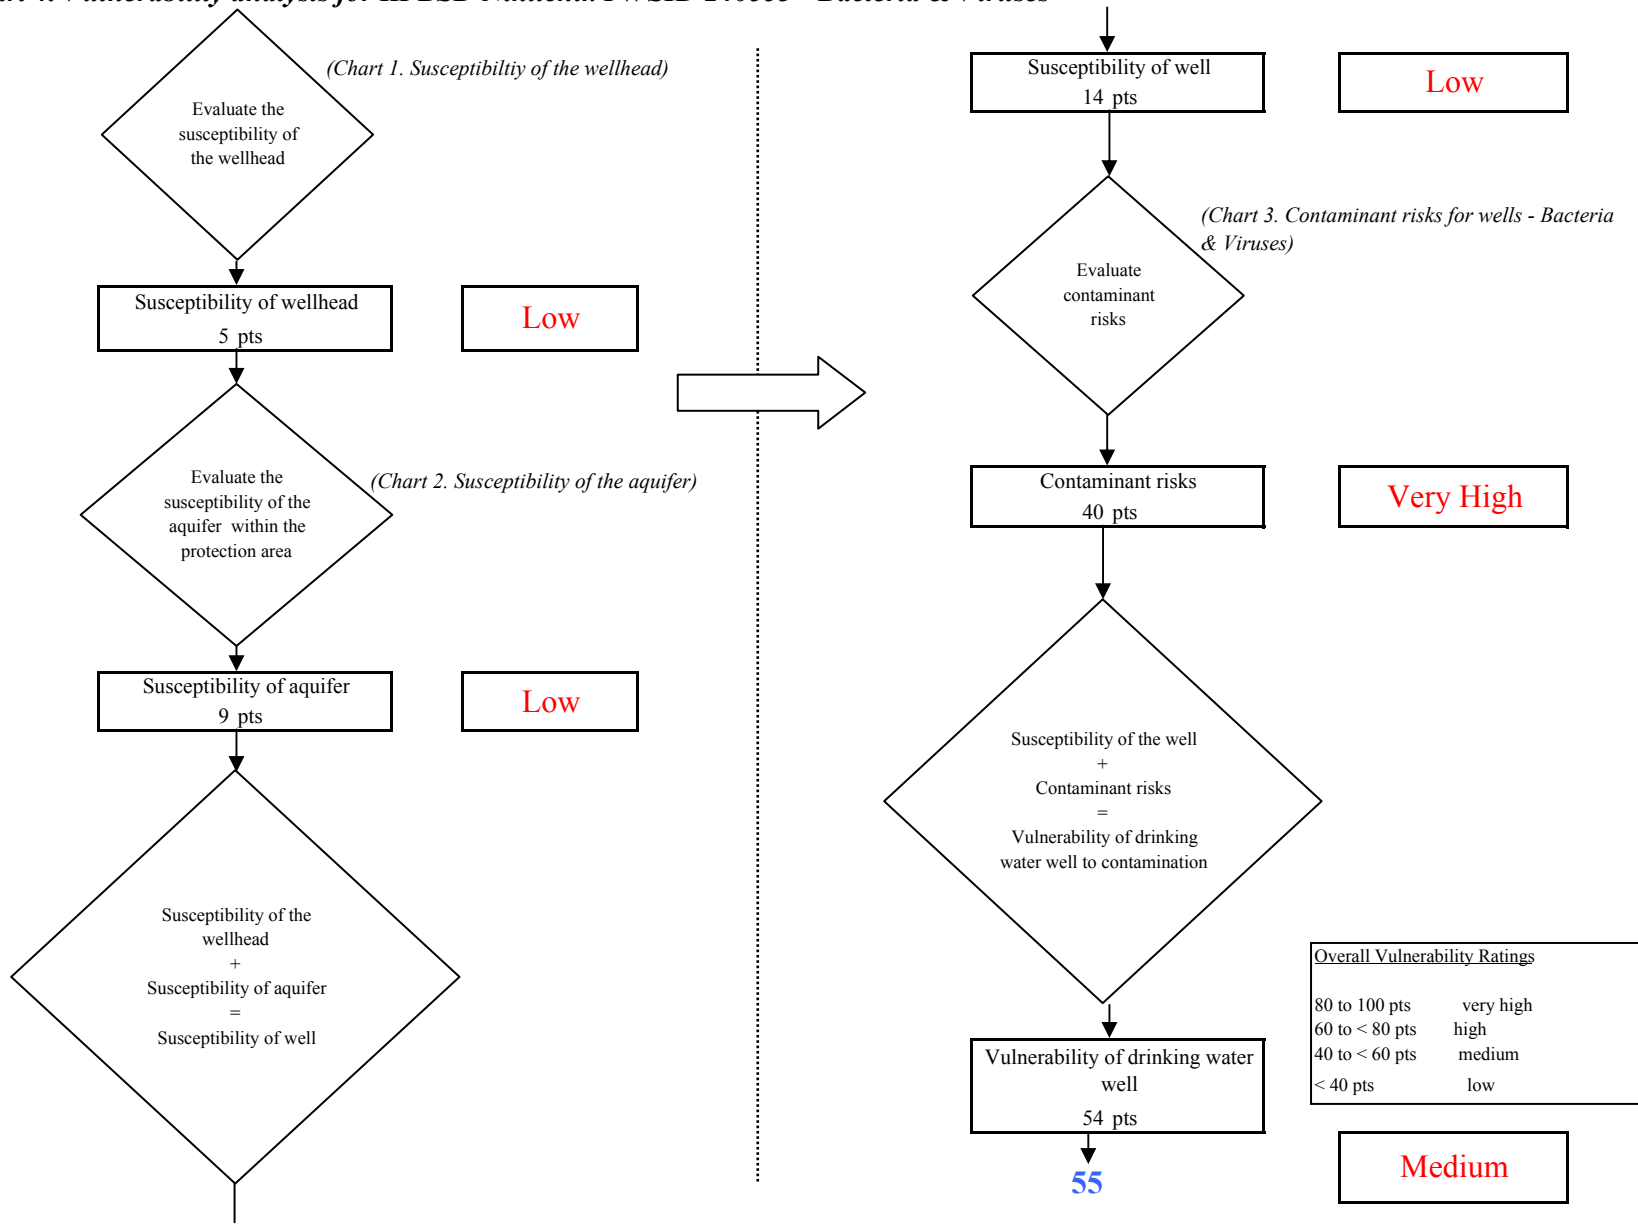 (Chart 1. Susceptibiltiy of the wellhead)
Evaluate the
susceptibility of
the wellhead
Susceptibility of wellhead
5 pts
Low
Evaluate the
susceptibility of the
aquifer within the
protection area
(Chart 2. Susceptibility of the aquifer)
Susceptibility of aquifer
9 pts
Low
Susceptibility of the
wellhead
+
Susceptibility of aquifer
=
Susceptibility of well
Susceptibility of well
14 pts
Low
(Chart 3. Contaminant risks for wells - Bacteria
& Viruses)
Evaluate
contaminant
risks
Contaminant risks
40 pts
Very High
Susceptibility of the well
+
Contaminant risks
=
Vulnerability of drinking
water well to contamination
Overall Vulnerability Ratings
80 to 100 pts very high
60 to < 80 pts high
40 to < 60 pts medium
< 40 pts low
Vulnerability of drinking water
well
54 pts
55
Medium